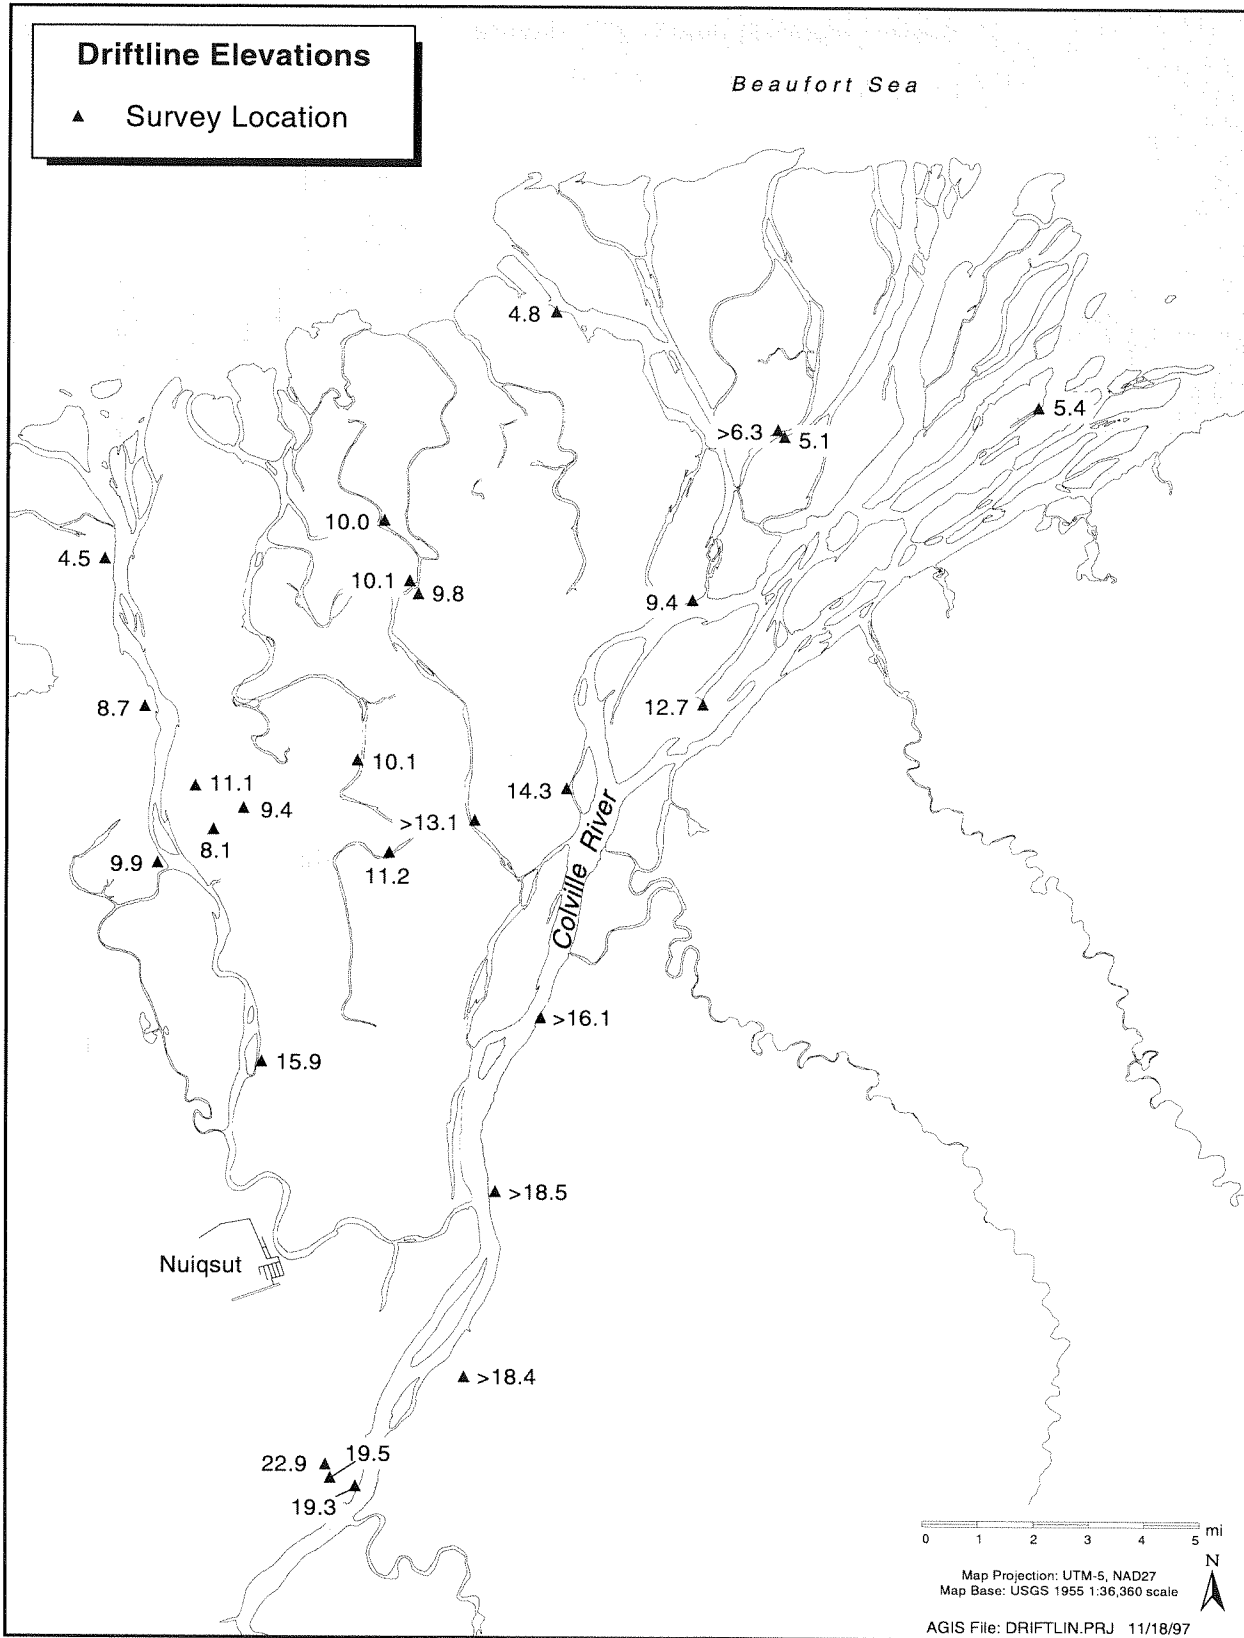 Driftline Elevations
▲ Survey Location
Beaufort Sea
4.8
5.4
>6.3
5.1
10.0
4.5
10.1
9.8
9.4
8.7
12.7
10.1
11.1
14.3
9.4
>13.1
8.1
9.9
11.2
Colville River
>16.1
15.9
>18.5
Nuiqsut
>18.4
19.5
22.9
19.3
0 1 2 3 4 5 mi
N
Map Projection: UTM-5, NAD27
Map Base: USGS 1955 1:36,360 scale
AGIS File: DRIFTLIN.PRJ 11/18/97